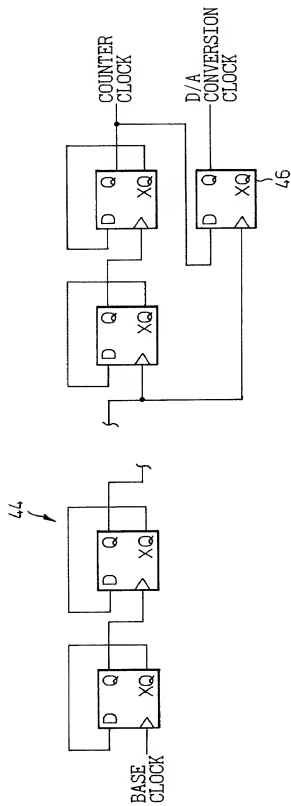 44
BASE
CLOCK
D Q
XQ
D Q
XQ
D Q
XQ
D Q
XQ
COUNTER
CLOCK
D Q
XQ
46
D/A
CONVERSION
CLOCK